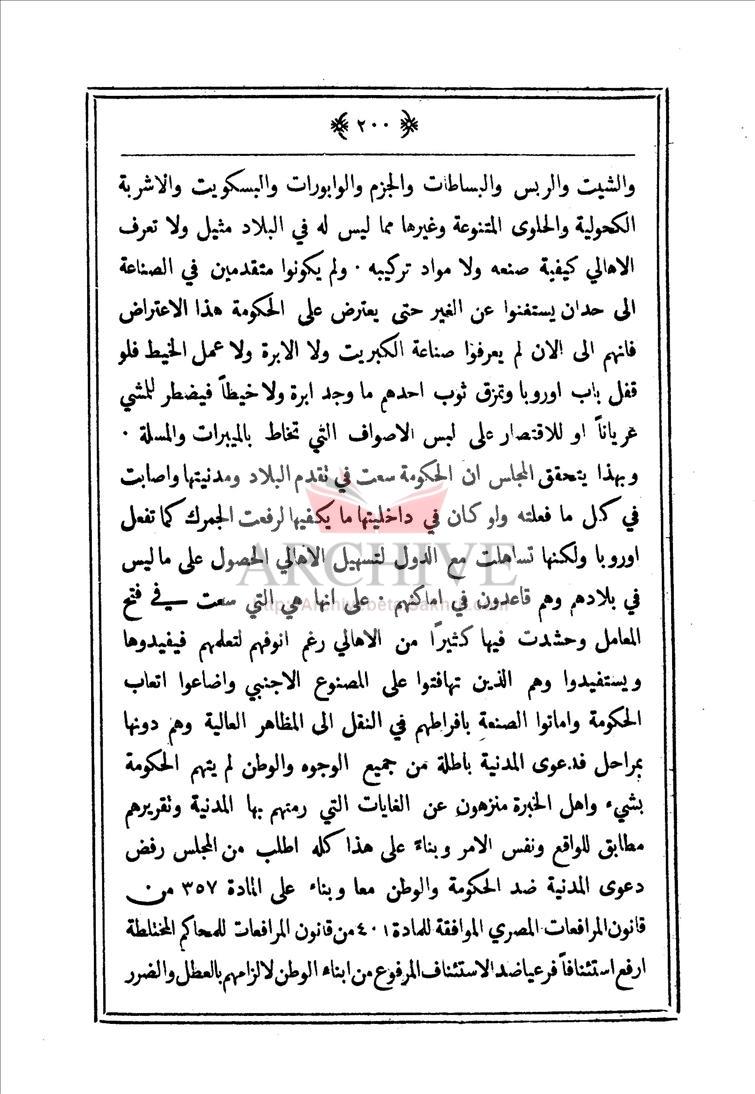 ﴿ ٢٠٠ ﴾
والشيت والربس والبساطات والجزم والوابورات والبسكويت والاشربة
الكحولية والحلوى المتنوعة وغيرها مما ليس له في البلاد مثيل ولا تعرف
الاهالي كيفية صنعه ولا مواد تركيبه ٠ ولم يكونوا متقدمين في الصناعة
الى حدان يستغنوا عن الغير حتى يعترض على الحكومة هذا الاعتراض
فانهم الى الان لم يعرفوا صناعة الكبريت ولا الابرة ولا عمل الخيط فلو
قفل باب اوروبا وتمزق ثوب احدهم ما وجد ابرة ولا خيطاً فيضطر للمشي
عرياناً او للاقتصار على لبس الاصواف التي تخاط بالميبرات والمسلة ٠
وبهذا يتحقق المجلس ان الحكومة سعت في تقدم البلاد ومدنيتها واصابت
في كل ما فعلته ولو كان في داخليتها ما يكفيها لرفعت الجمرك كما تفعل
اوروبا ولكنها تساهلت مع الدول لتسهيل الاهالي الحصول على ما ليس
في بلادهم وهم قاعدون في اماكنهم ٠ على انها هي التي سعت في فتح
المعامل وحشدت فيها كثيرًا من الاهالي رغم انوفهم لتعلمهم فيفيدوها
ويستفيدوا وهم الذين تهافتوا على المصنوع الاجنبي واضاعوا اتعاب
الحكومة واماتوا الصنعة بافراطهم في النقل الى المظاهر العالية وهم دونها
بمراحل فدعوى المدنية باطلة من جميع الوجوه والوطن لم يتهم الحكومة
بشيء واهل الخبرة منزهون عن الغايات التي رمتهم بها المدنية وتقريرهم
مطابق للواقع ونفس الامر وبناءً على هذا كله اطلب من المجلس رفض
دعوى المدنية ضد الحكومة والوطن معا وبناء على المادة ٣٥٧ من
قانون المرافعات المصري الموافقة للمادة ٤٠١ من قانون المرافعات للمحاكم المختلطة
ارفع استئنافاً فرعيا ضد الاستئناف المرفوع من ابناء الوطن لالزامهم بالعطل والضرر
ARCHIVE